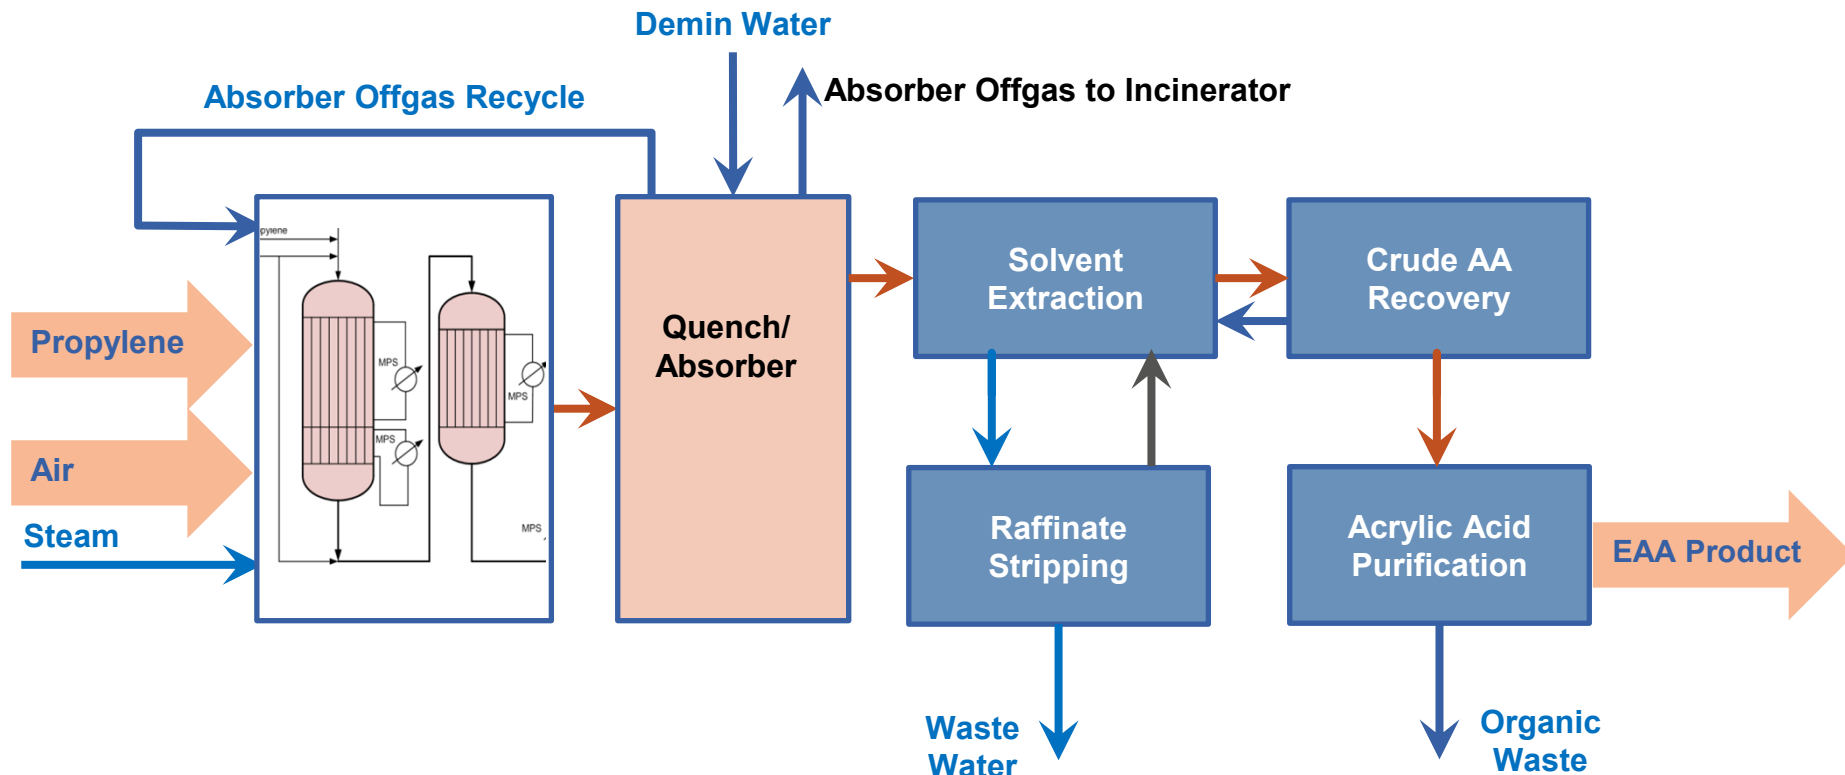 Demin Water
Absorber Offgas Recycle
Absorber Offgas to Incinerator
pyrene
Propylene
Air
Steam
MPS
MPS
MPS
MPS
Quench/
Absorber
Solvent
Extraction
Crude AA
Recovery
Raffinate
Stripping
Acrylic Acid
Purification
EAA Product
Waste
Water
Organic
Waste